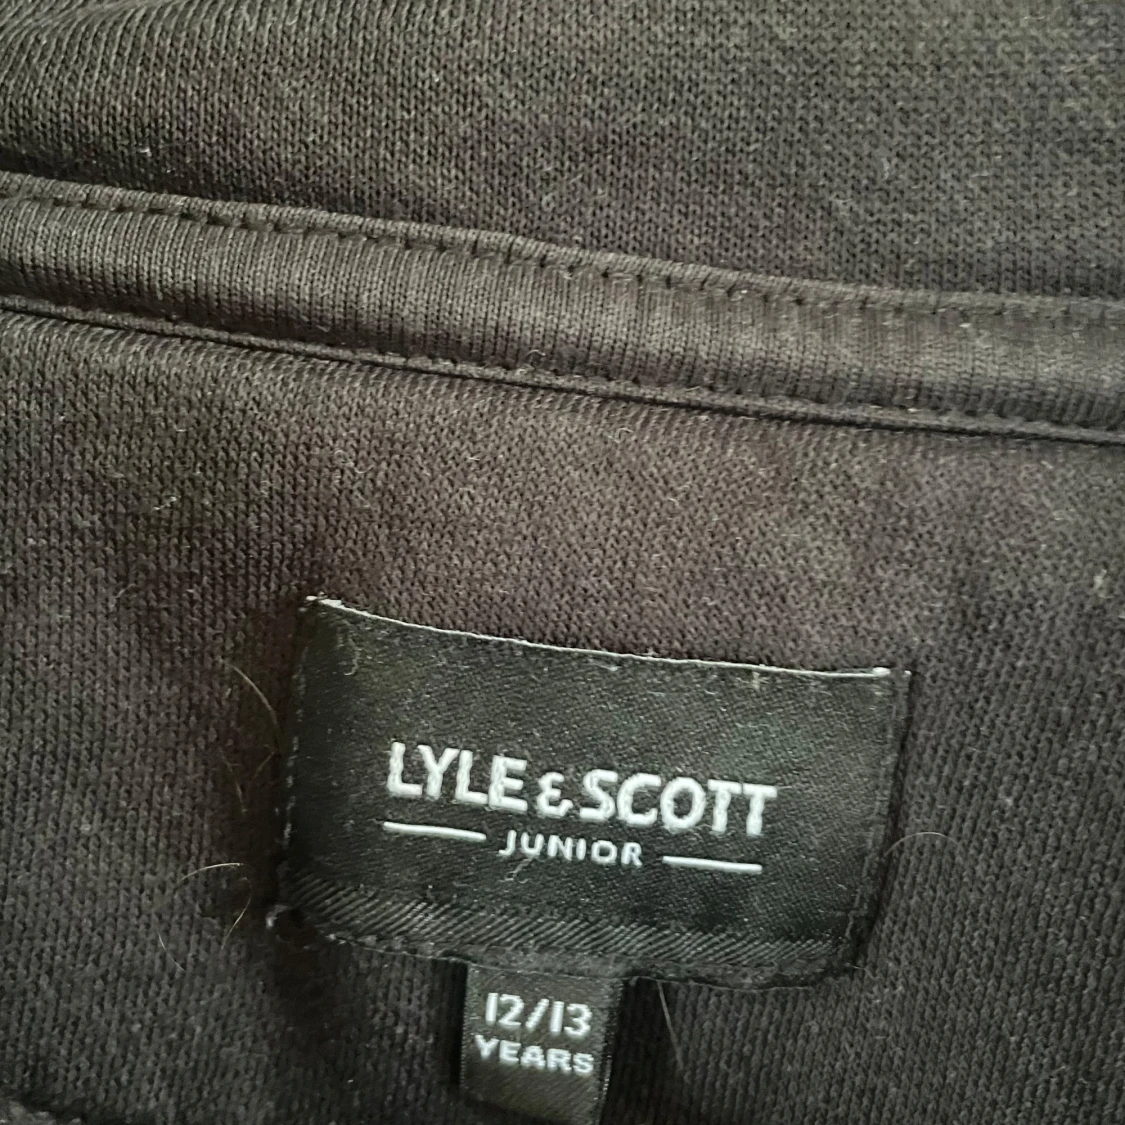 LYLE & SCOTT
JUNIOR
12/13
YEARS